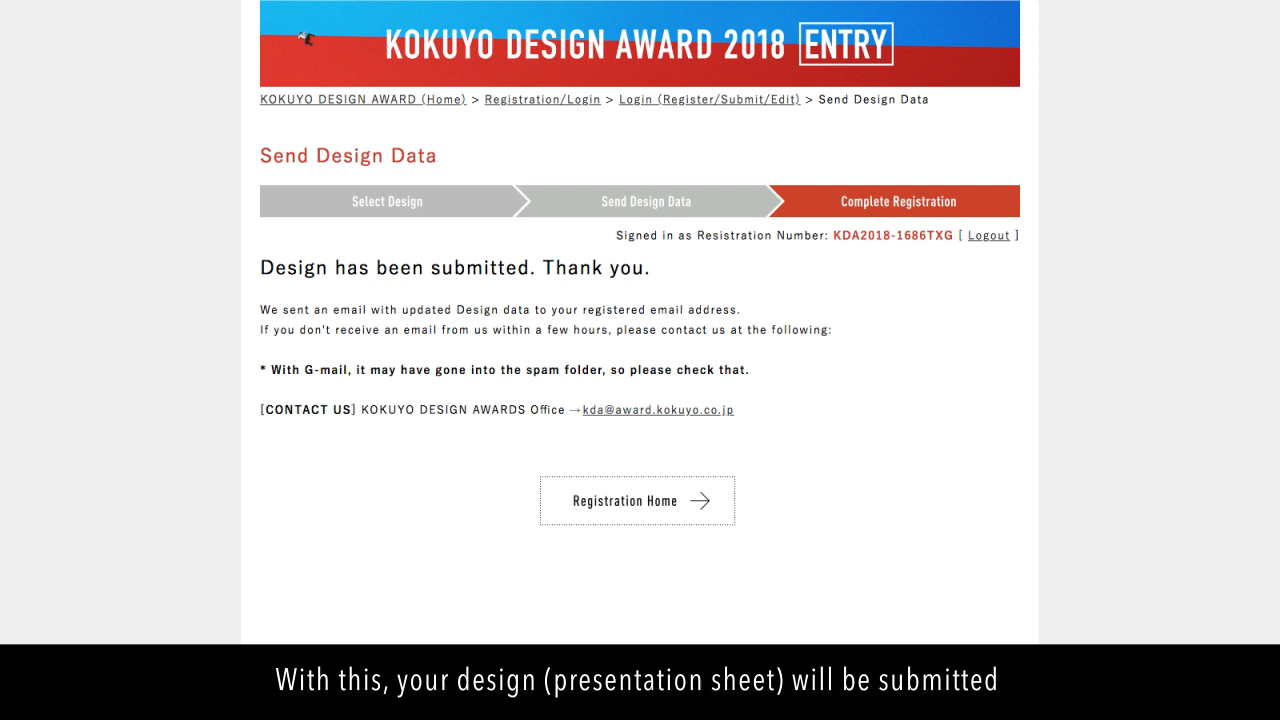 KOKUYO DESIGN AWARD 2018 ENTRY
KOKUYO DESIGN AWARD (Home) > Registration/Login > Login (Register/Submit/Edit) > Send Design Data
Send Design Data
Select Design
Send Design Data
Complete Registration
Signed in as Resistration Number: KDA2018-1686TXG [ Logout ]
Design has been submitted. Thank you.
We sent an email with updated Design data to your registered email address.
If you don't receive an email from us within a few hours, please contact us at the following:
* With G-mail, it may have gone into the spam folder, so please check that.
[CONTACT US] KOKUYO DESIGN AWARDS Office →kda@award.kokuyo.co.jp
Registration Home →
With this, your design (presentation sheet) will be submitted